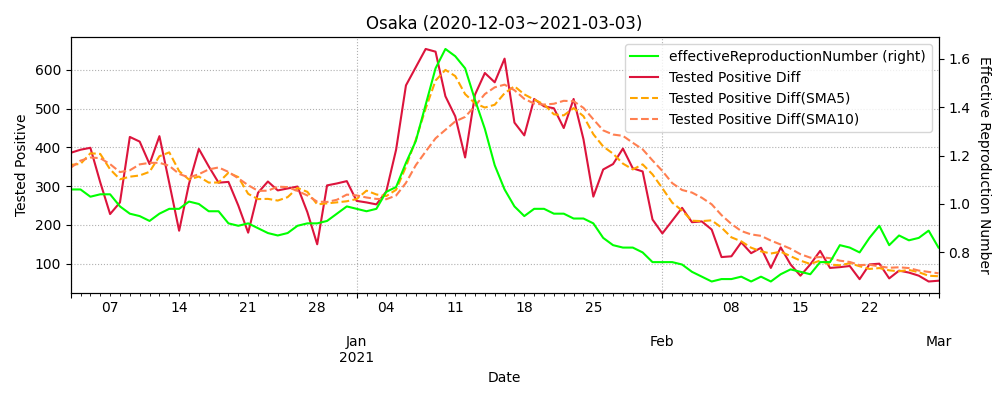 Osaka (2020-12-03~2021-03-03)
effectiveReproductionNumber (right)
Tested Positive Diff
Tested Positive Diff(SMA5)
Tested Positive Diff(SMA10)
Tested Positive
600
500
400
300
200
100
1.6
1.4
1.2
1.0
0.8
Effective Reproduction Number
07 14 21 28 04 11 18 25 08 15 22
Jan Feb Mar
2021
Date